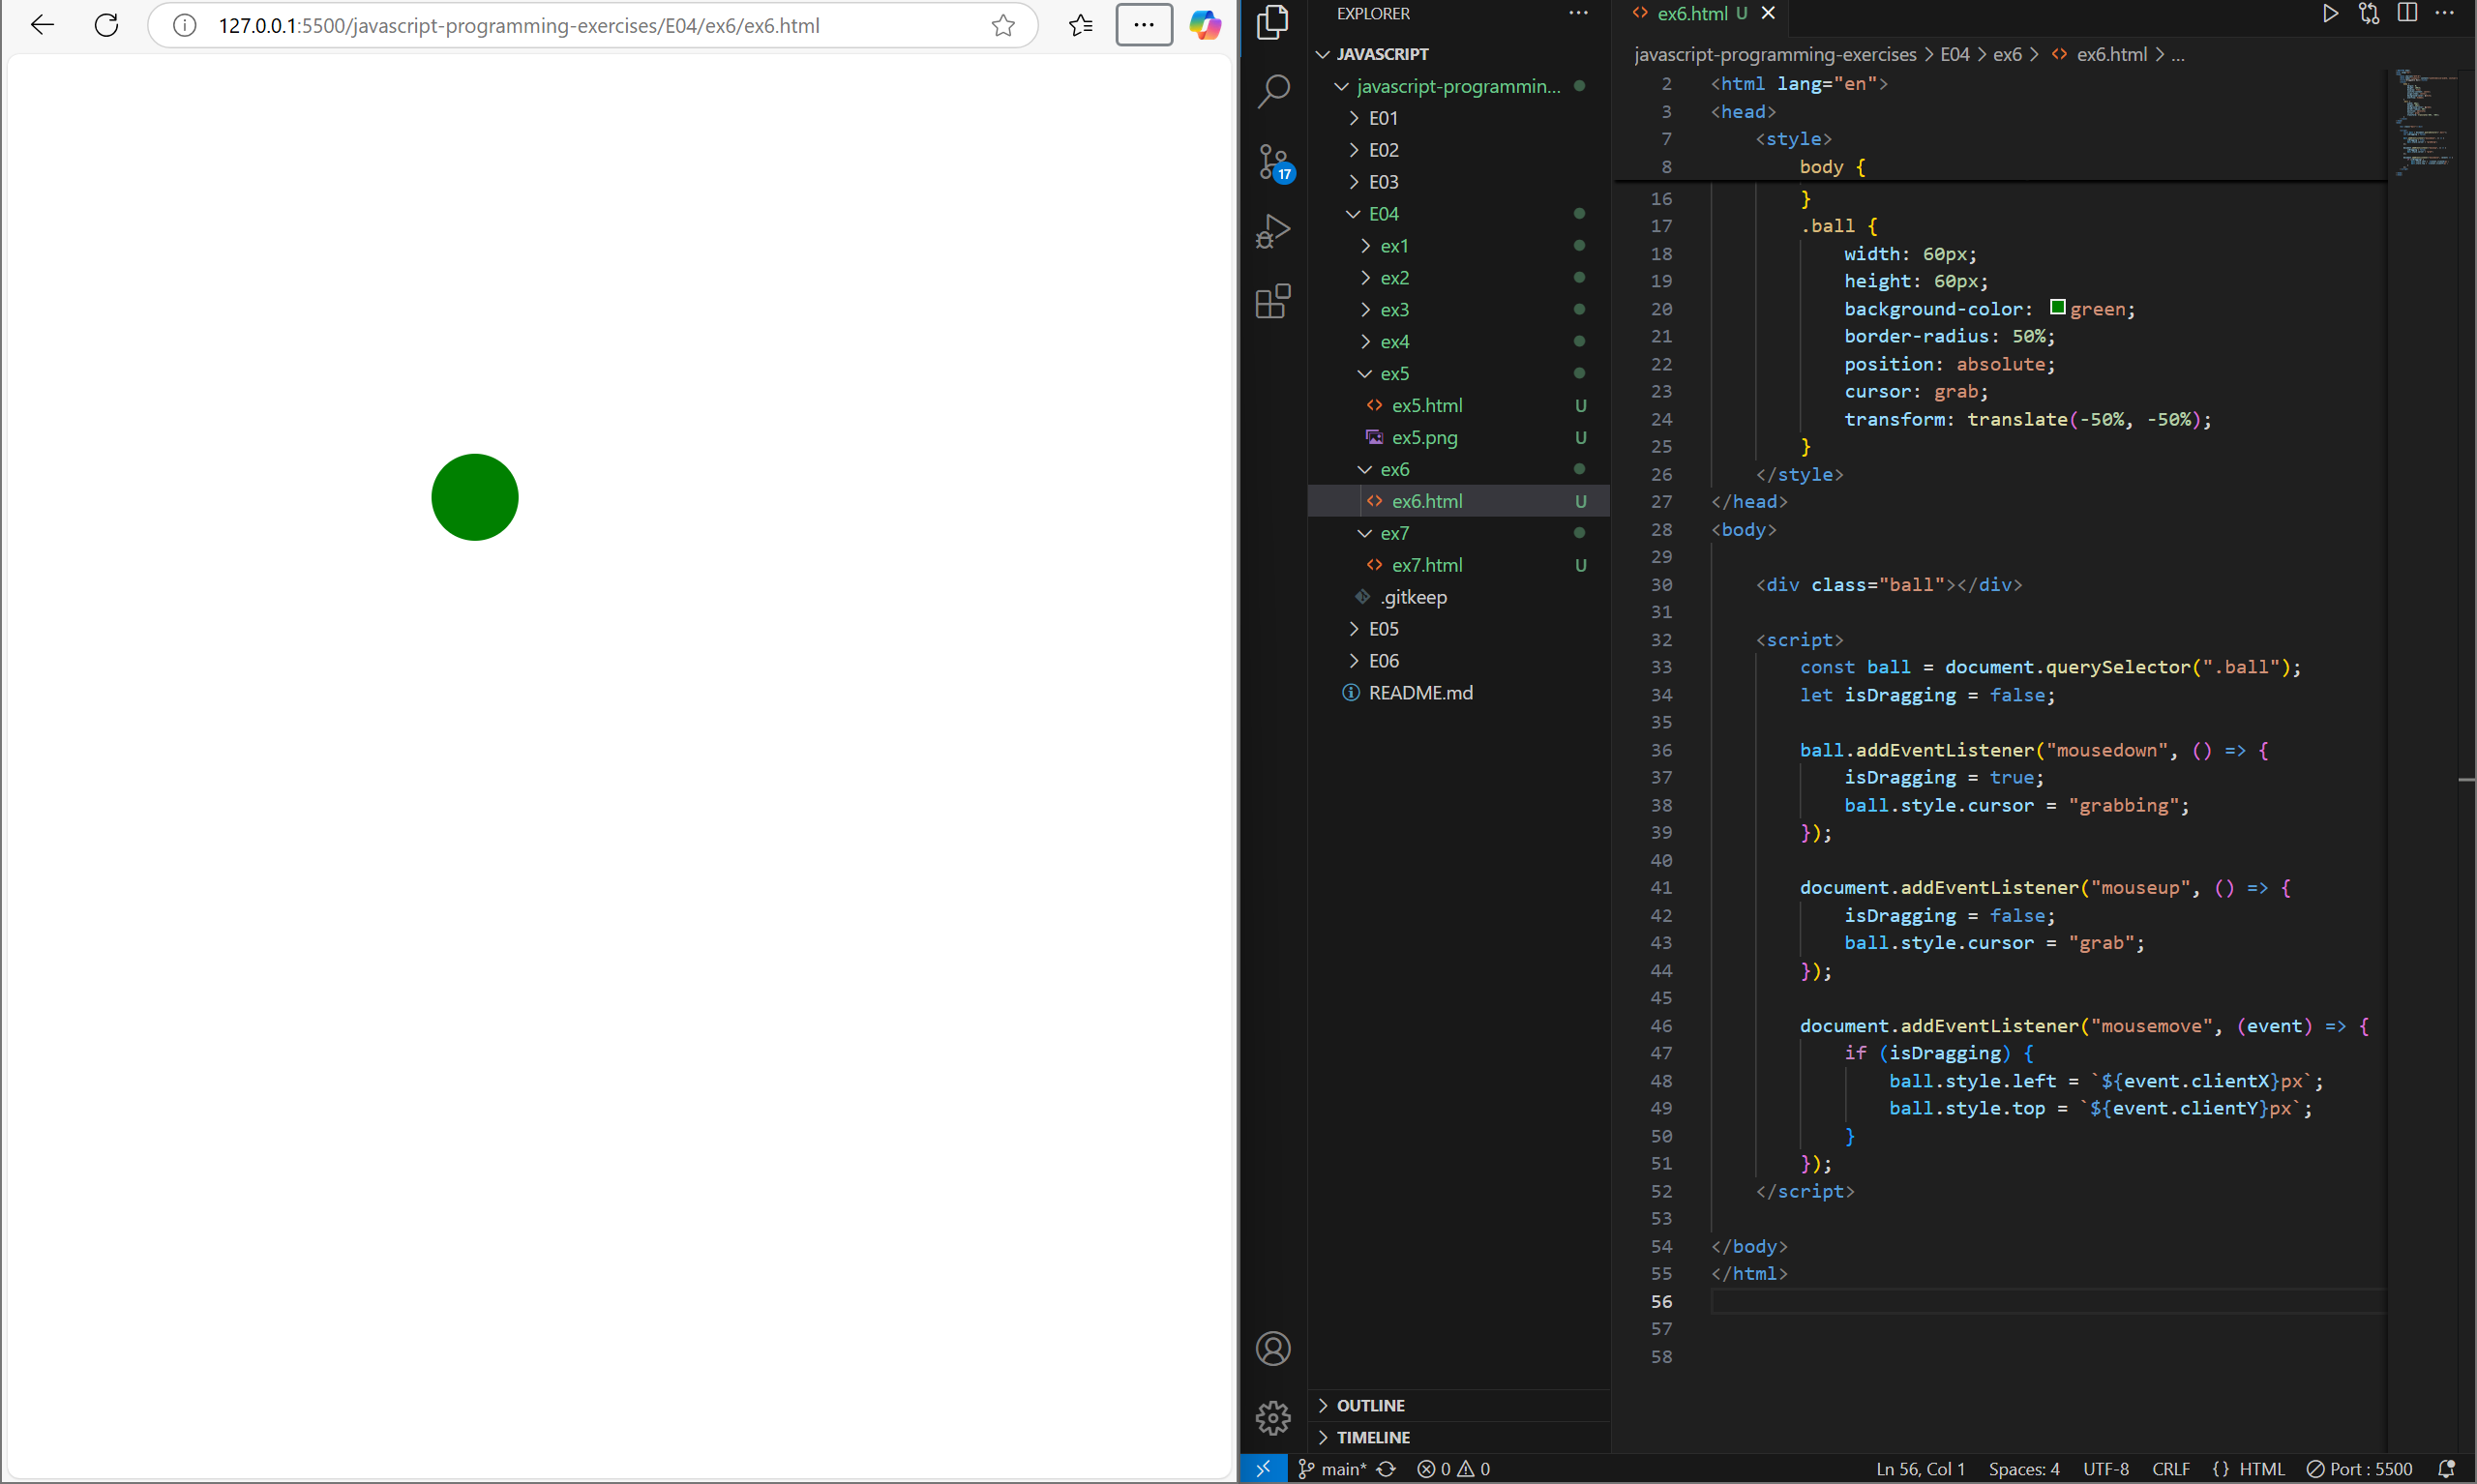 127.0.0.1:5500/javascript-programming-exercises/E04/ex6/ex6.html
EXPLORER
JAVASCRIPT
javascript-programmin...
E01
E02
E03
E04
ex1
ex2
ex3
ex4
ex5
ex5.html U
ex5.png U
ex6
ex6.html U
ex7
ex7.html U
.gitkeep
E05
E06
README.md
OUTLINE
TIMELINE
17
ex6.html U
javascript-programming-exercises > E04 > ex6 > ex6.html > ...
2 <html lang="en">
3 <head>
7 <style>
8 body {
16 }
17 .ball {
18 width: 60px;
19 height: 60px;
20 background-color: green;
21 border-radius: 50%;
22 position: absolute;
23 cursor: grab;
24 transform: translate(-50%, -50%);
25 }
26 </style>
27 </head>
28 <body>
29
30 <div class="ball"></div>
31
32 <script>
33 const ball = document.querySelector(".ball");
34 let isDragging = false;
35
36 ball.addEventListener("mousedown", () => {
37 isDragging = true;
38 ball.style.cursor = "grabbing";
39 });
40
41 document.addEventListener("mouseup", () => {
42 isDragging = false;
43 ball.style.cursor = "grab";
44 });
45
46 document.addEventListener("mousemove", (event) => {
47 if (isDragging) {
48 ball.style.left = `${event.clientX}px`;
49 ball.style.top = `${event.clientY}px`;
50 }
51 });
52 </script>
53
54 </body>
55 </html>
56
57
58
main* 0 0 Ln 56, Col 1 Spaces: 4 UTF-8 CRLF {} HTML Port : 5500